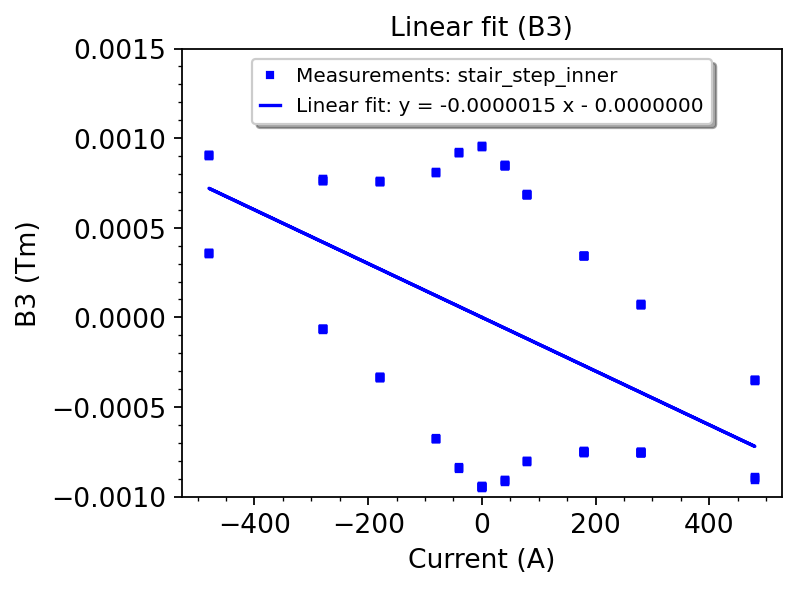 Linear fit (B3)
0.0015
0.0010
0.0005
0.0000
−0.0005
−0.0010
B3 (Tm)
Measurements: stair_step_inner
Linear fit: y = -0.0000015 x - 0.0000000
−400 −200 0 200 400
Current (A)